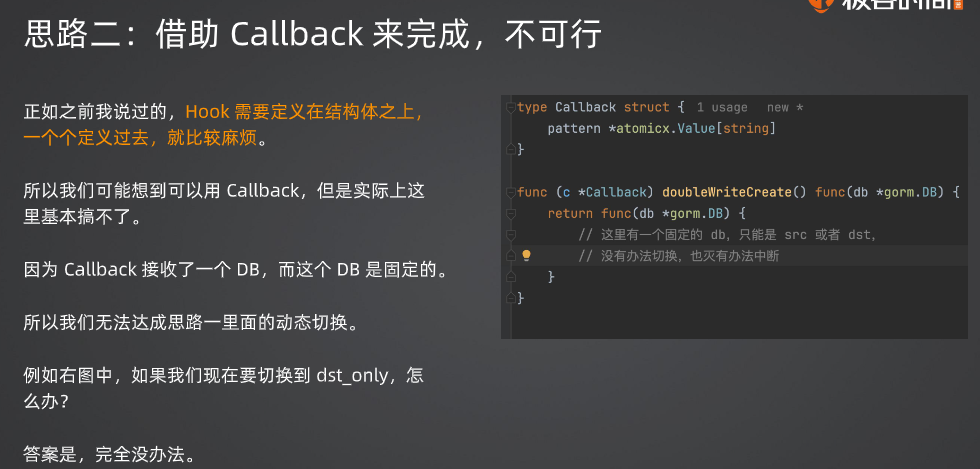 极客时间
思路二：借助 Callback 来完成，不可行
正如之前我说过的，Hook 需要定义在结构体之上，
一个个定义过去，就比较麻烦。
所以我们可能想到可以用 Callback，但是实际上这
里基本搞不了。
因为 Callback 接收了一个 DB，而这个 DB 是固定的。
所以我们无法达成思路一里面的动态切换。
例如右图中，如果我们现在要切换到 dst_only，怎
么办？
答案是，完全没办法。
type Callback struct { 1 usage new *
pattern *atomicx.Value[string]
}
func (c *Callback) doubleWriteCreate() func(db *gorm.DB) {
return func(db *gorm.DB) {
// 这里有一个固定的 db，只能是 src 或者 dst，
// 没有办法切换，也灭有办法中断
}
}